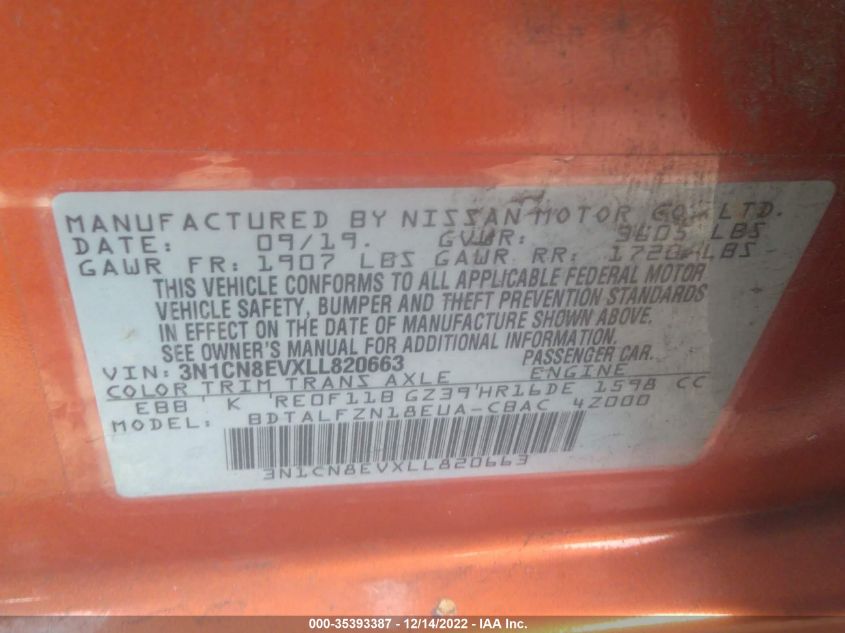 MANUFACTURED BY NISSAN MOTOR CO. LTD.
DATE: 09/19. GVWR: 3605 LBS
GAWR FR: 1907 LBS GAWR RR: 1720 LBS
THIS VEHICLE CONFORMS TO ALL APPLICABLE FEDERAL MOTOR
VEHICLE SAFETY, BUMPER AND THEFT PREVENTION STANDARDS
IN EFFECT ON THE DATE OF MANUFACTURE SHOWN ABOVE.
SEE OWNER'S MANUAL FOR ADDITIONAL INFORMATION.
VIN: 3N1CN8EVXLL820663 PASSENGER CAR.
COLOR TRIM TRANS AXLE ENGINE
EBB' K 'RE0F11B GZ39'HR16DE 1598 CC
MODEL: BDTALFZN18EUA-CBAC 4Z000
3N1CN8EVXLL820663
000-35393387 - 12/14/2022 - IAA Inc.